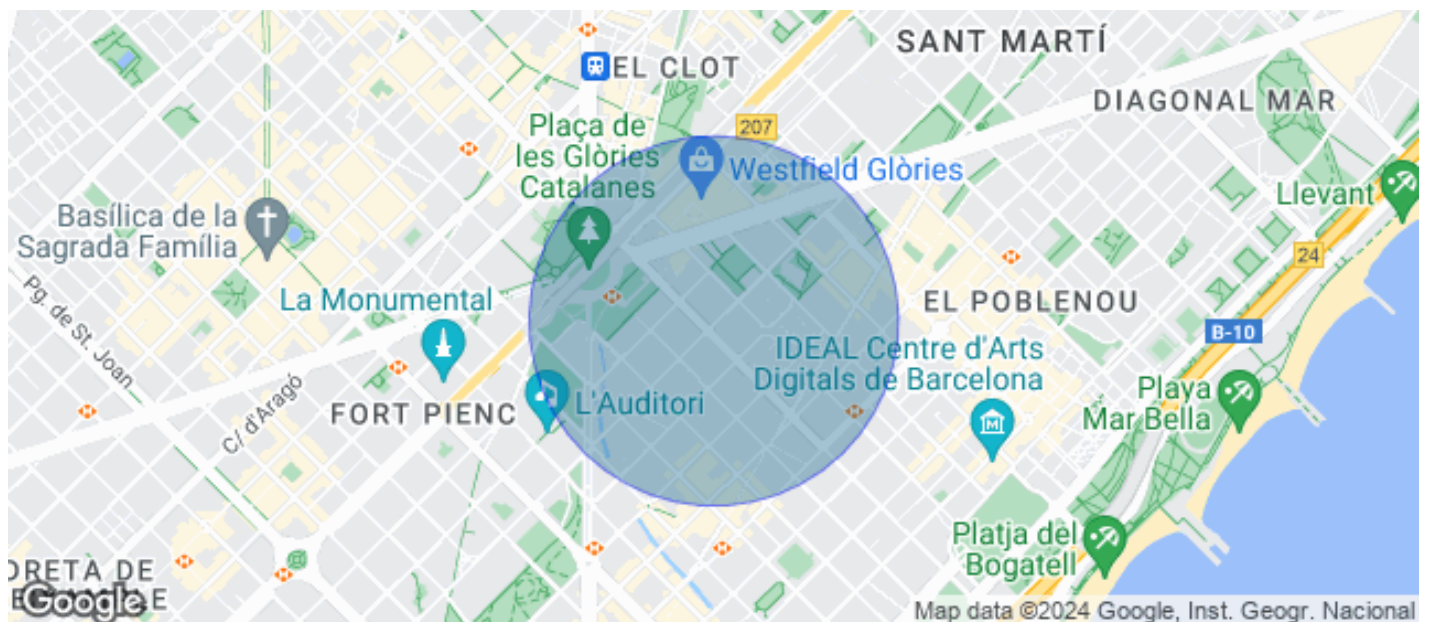 SANT MARTÍ
EL CLOT
DIAGONAL MAR
207
Plaça de
les Glòries
Catalanes
Westfield Glòries
Llevant
Basílica de la
Sagrada Família
24
Pg. de St. Joan
La Monumental
EL POBLENOU
B-10
IDEAL Centre d'Arts
Digitals de Barcelona
Playa
Mar Bella
C/ d'Aragó
FORT PIENC
L'Auditori
Platja del
Bogatell
Google
Map data ©2024 Google, Inst. Geogr. Nacional